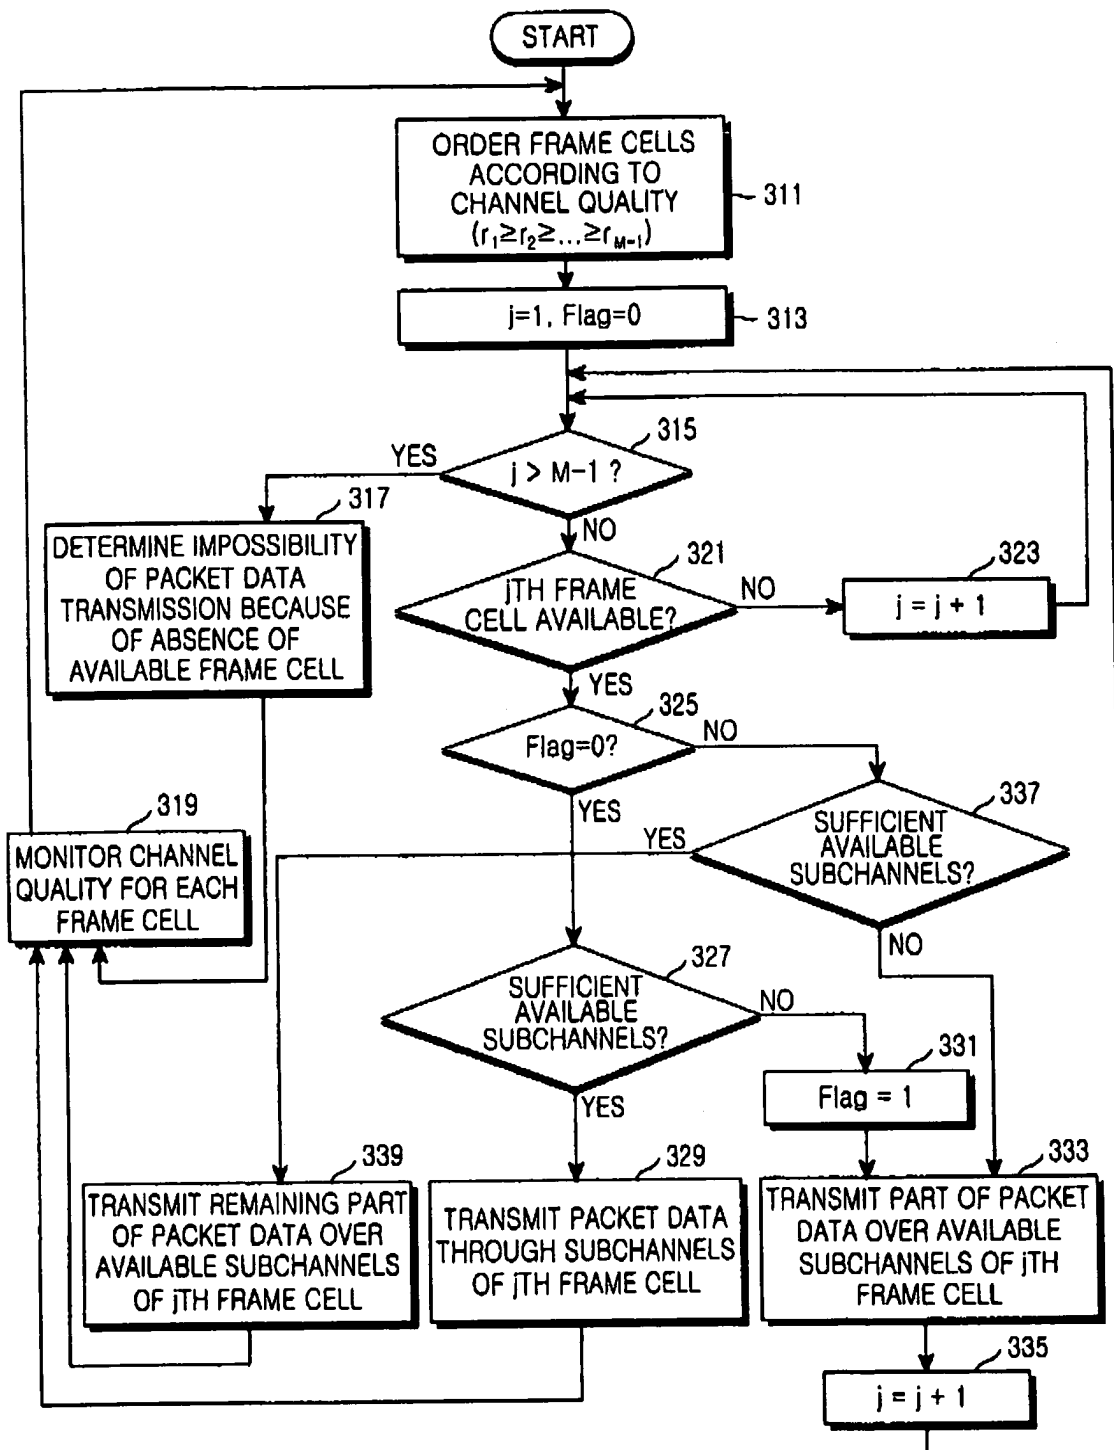 START
ORDER FRAME CELLS
ACCORDING TO
CHANNEL QUALITY
(r₁≥r₂≥...≥r_M-1)
311
j=1, Flag=0
313
315
YES
j > M-1 ?
317
NO
DETERMINE IMPOSSIBILITY
OF PACKET DATA
TRANSMISSION BECAUSE
OF ABSENCE OF
AVAILABLE FRAME CELL
321
jTH FRAME
CELL AVAILABLE?
NO
323
j = j + 1
YES
325
Flag=0?
NO
YES
319
MONITOR CHANNEL
QUALITY FOR EACH
FRAME CELL
337
YES
SUFFICIENT
AVAILABLE
SUBCHANNELS?
NO
327
SUFFICIENT
AVAILABLE
SUBCHANNELS?
NO
331
Flag = 1
YES
339
TRANSMIT REMAINING PART
OF PACKET DATA OVER
AVAILABLE SUBCHANNELS
OF jTH FRAME CELL
329
TRANSMIT PACKET DATA
THROUGH SUBCHANNELS
OF jTH FRAME CELL
333
TRANSMIT PART OF PACKET
DATA OVER AVAILABLE
SUBCHANNELS OF jTH
FRAME CELL
335
j = j + 1